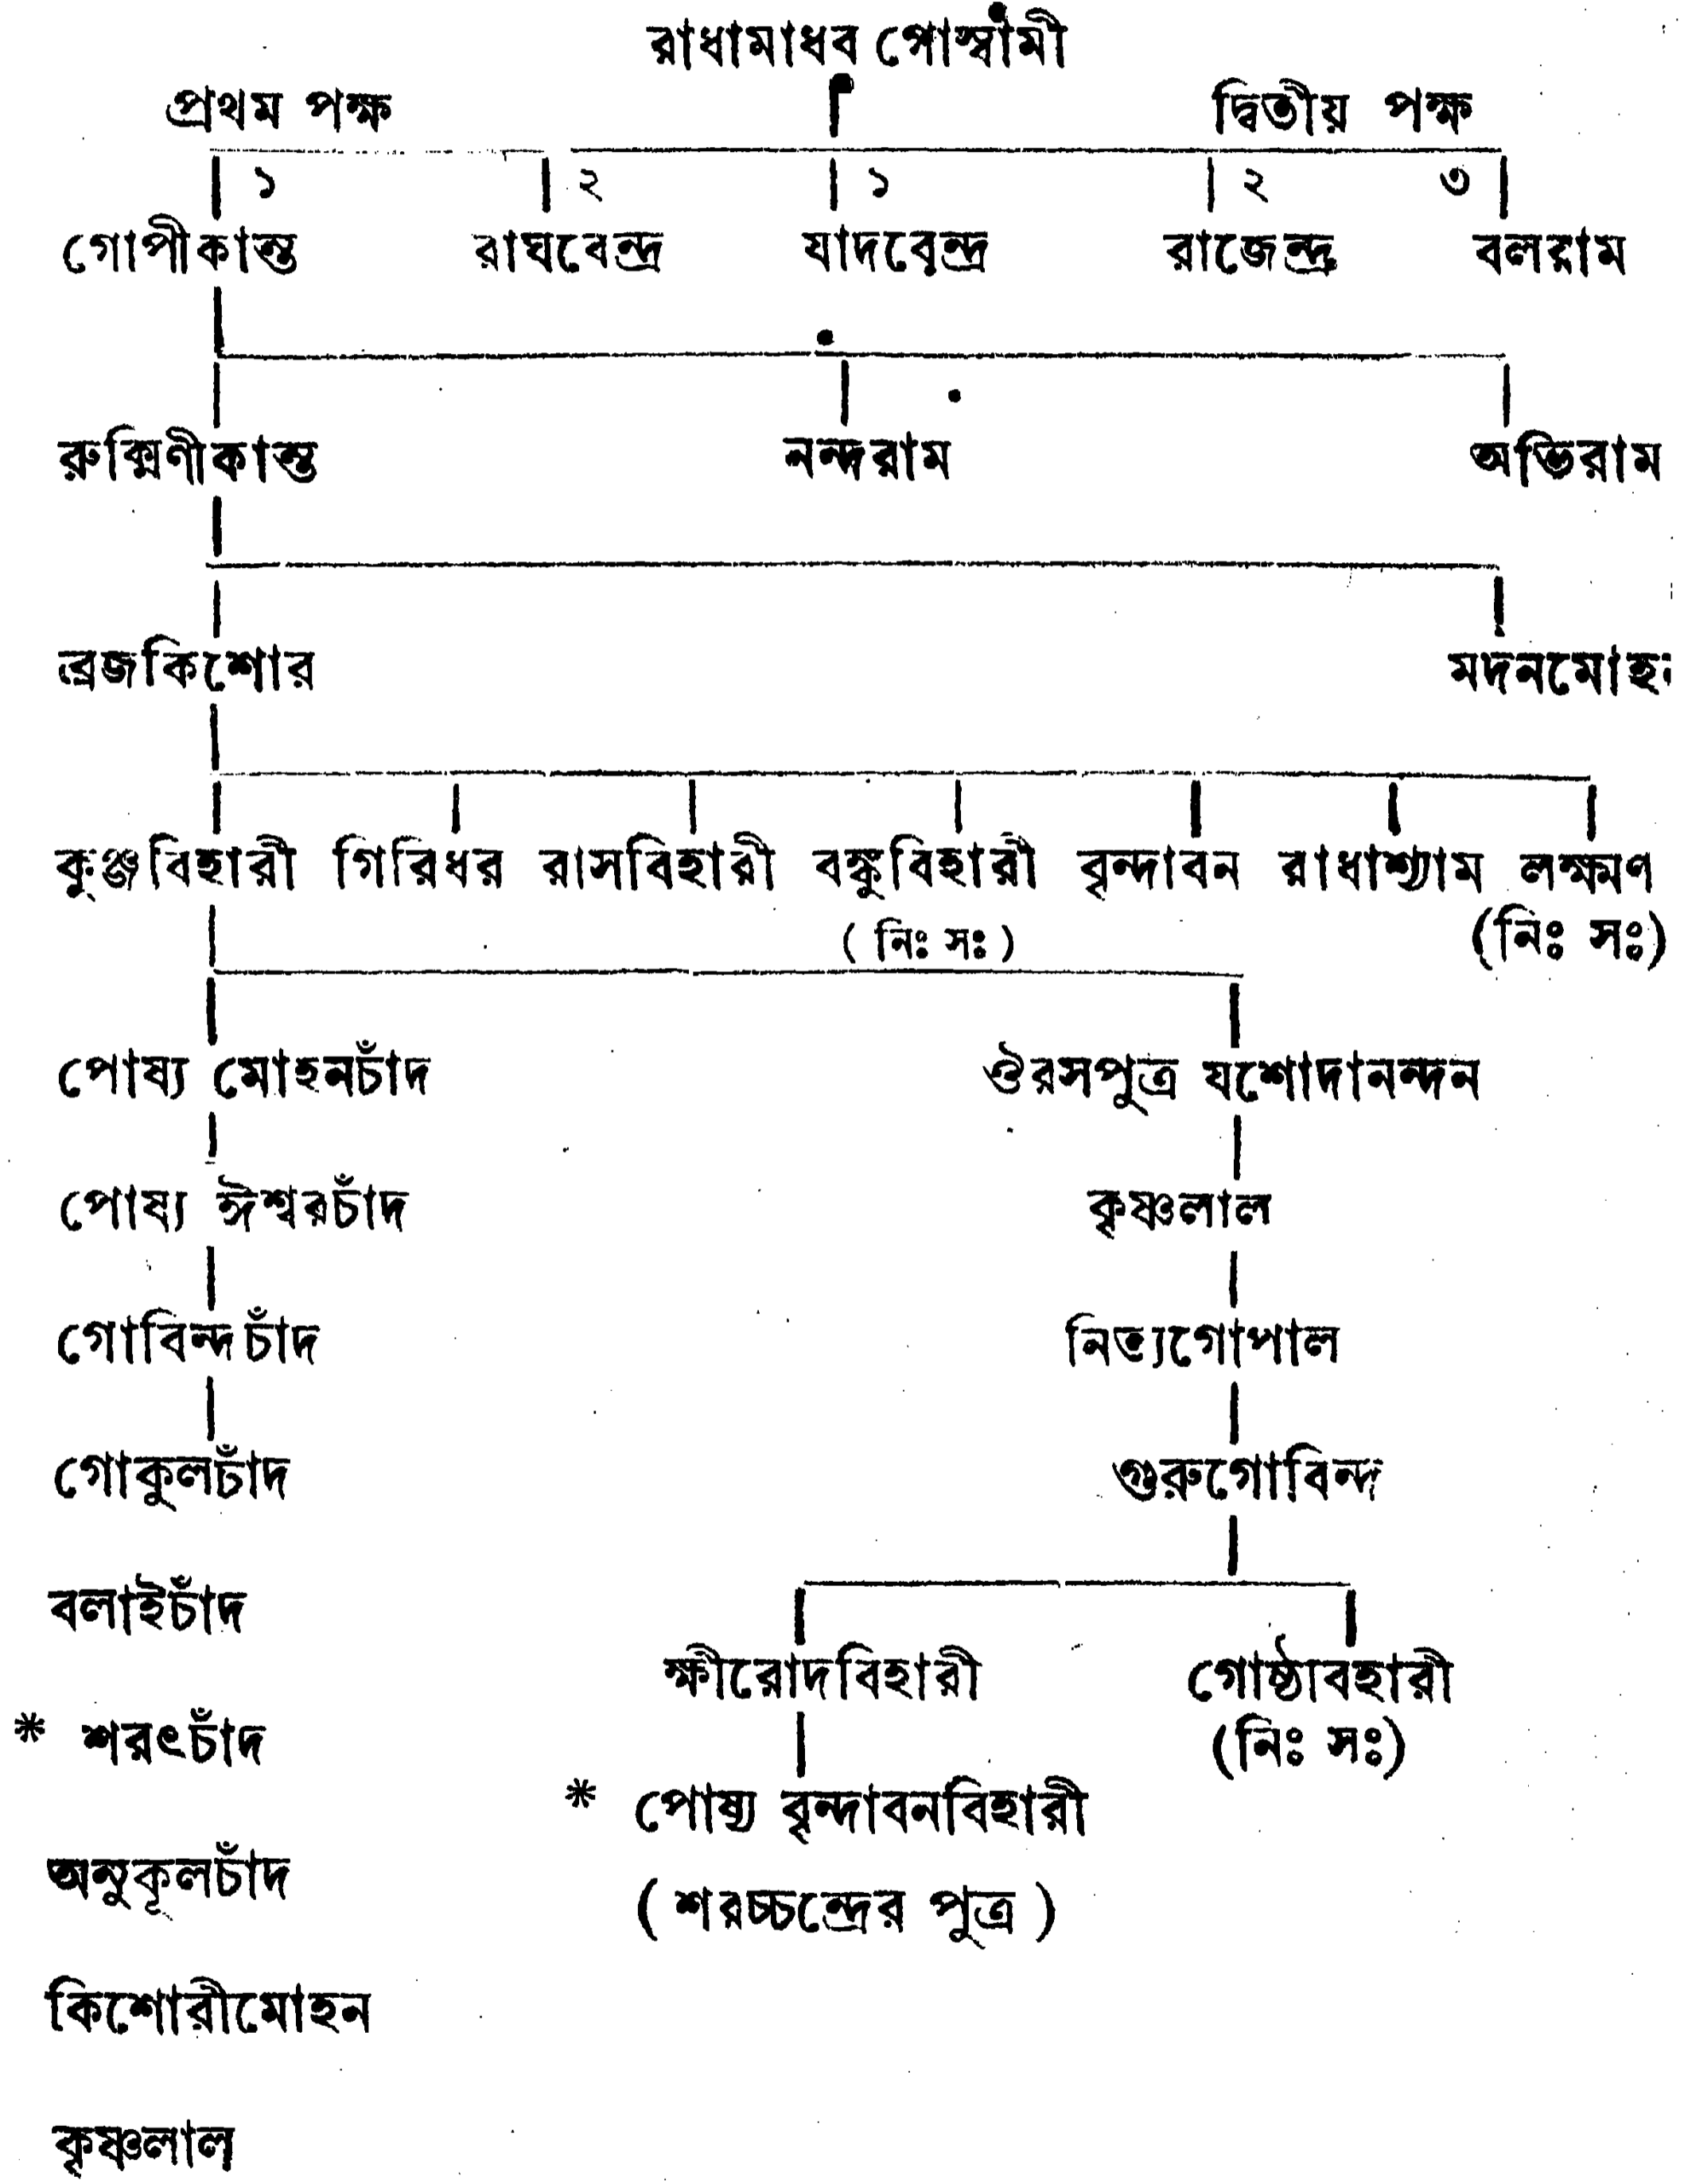 রাধামাধব গোস্বামী
প্রথম পক্ষ দ্বিতীয় পক্ষ
১ ২ ১ ২ ৩
গোপীকান্ত রাঘবেন্দ্র যাদবেন্দ্র রাজেন্দ্র বলরাম
রুক্মিণীকান্ত নন্দরাম অভিরাম
ব্রজকিশোর মদনমোহন
কুঞ্জবিহারী গিরিধর রাসবিহারী বঙ্কুবিহারী বৃন্দাবন রাধাশ্যাম লক্ষ্মণ
( নিঃ সঃ ) (নিঃ সঃ)
পোষ্য মোহনচাঁদ ঔরসপুত্র যশোদানন্দন
পোষ্য ঈশ্বরচাঁদ কৃষ্ণলাল
গোবিন্দচাঁদ নিত্যগোপাল
গোকুলচাঁদ গুরুগোবিন্দ
বলাইচাঁদ
ক্ষীরোদবিহারী গোষ্ঠাবহারী
* শরৎচাঁদ (নিঃ সঃ)
* পোষ্য বৃন্দাবনবিহারী
অনুকূলচাঁদ
( শরচ্চন্দ্রের পুত্র )
কিশোরীমোহন
কৃষ্ণলাল